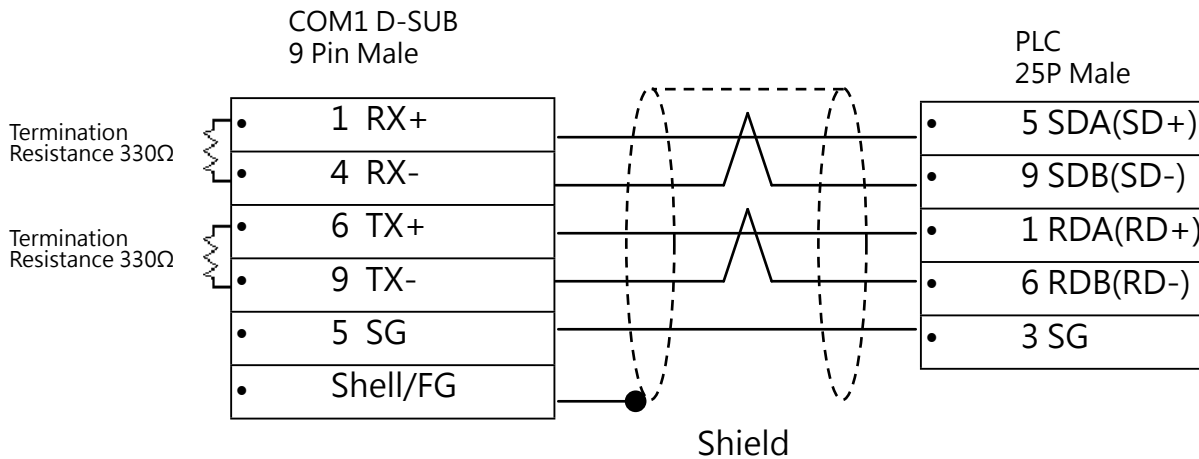 COM1 D-SUB
9 Pin Male
PLC
25P Male
Termination
Resistance 330Ω
1 RX+
4 RX-
Termination
Resistance 330Ω
6 TX+
9 TX-
5 SG
Shell/FG
5 SDA(SD+)
9 SDB(SD-)
1 RDA(RD+)
6 RDB(RD-)
3 SG
Shield